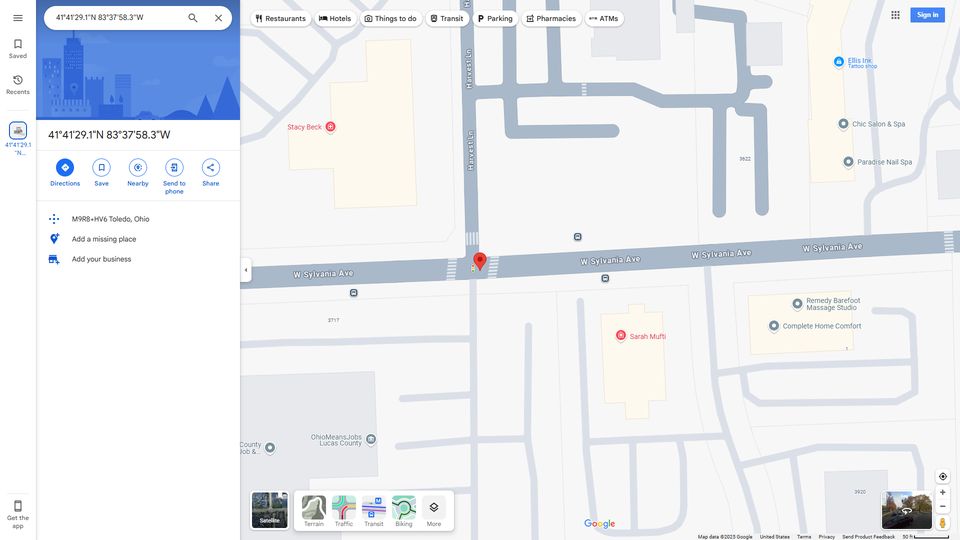 41°41'29.1"N 83°37'58.3"W
Restaurants
Hotels
Things to do
Transit
Parking
Pharmacies
ATMs
Sign in
Saved
Recents
41°41'29.1
"N...
Get the
app
41°41'29.1"N 83°37'58.3"W
Directions
Save
Nearby
Send to
phone
Share
M9R8+HV6 Toledo, Ohio
Add a missing place
Add your business
Harvest Ln
Harvest Ln
Stacy Beck
Ellis Ink.
Tattoo shop
Chic Salon & Spa
Paradise Nail Spa
3622
W Sylvania Ave
W Sylvania Ave
W Sylvania Ave
W Sylvania Ave
3717
Sarah Mufti
Remedy Barefoot
Massage Studio
Complete Home Comfort
1
OhioMeansJobs
Lucas County
County
Job &...
3920
Satellite
Terrain
Traffic
Transit
Biking
More
Google
Map data ©2025 Google
United States
Terms
Privacy
Send Product Feedback
50 ft